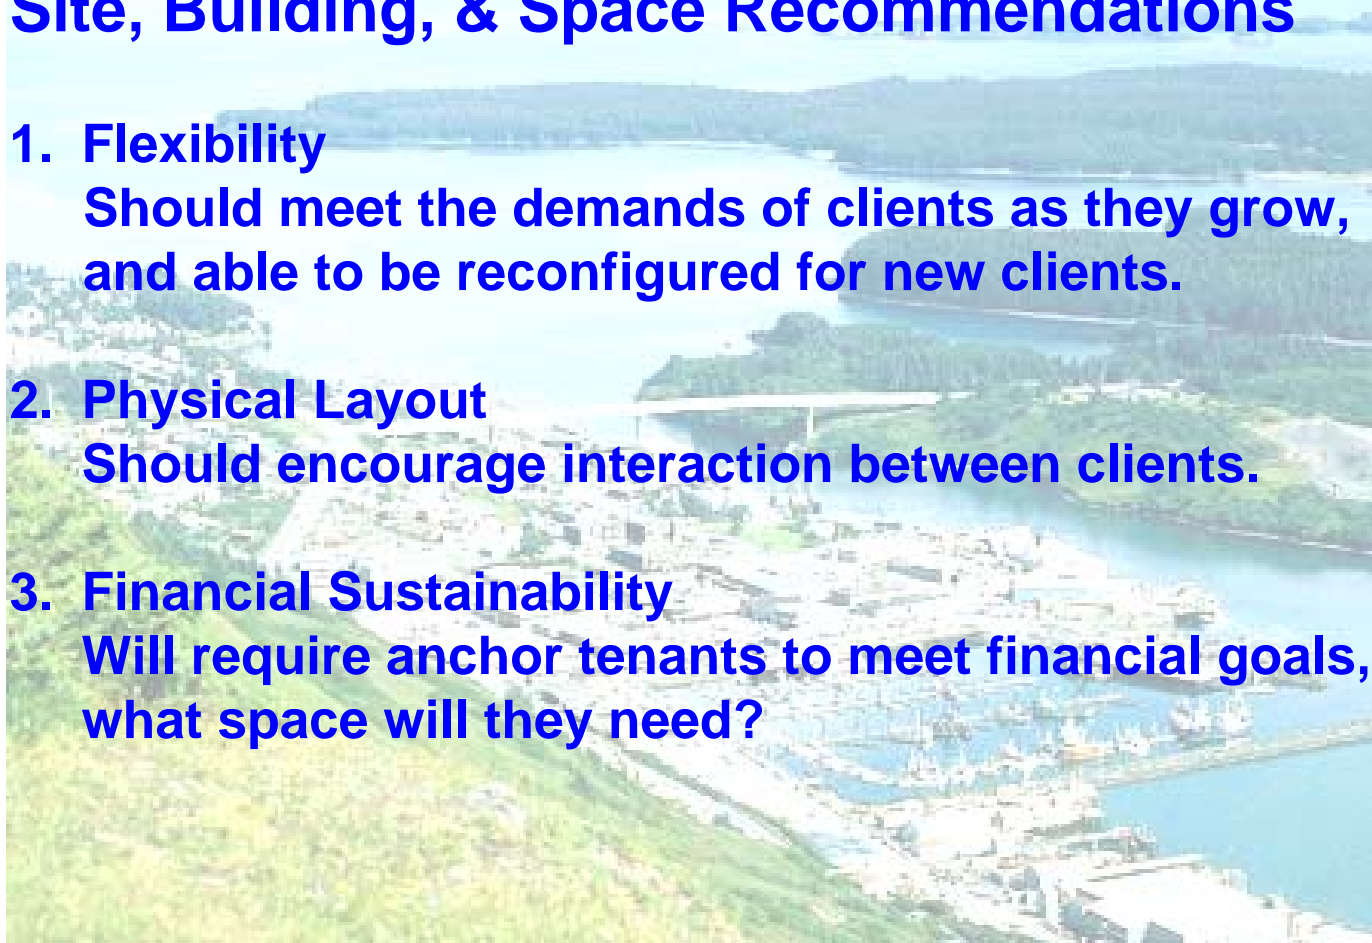 Site, Building, & Space Recommendations
1. Flexibility
Should meet the demands of clients as they grow,
and able to be reconfigured for new clients.
2. Physical Layout
Should encourage interaction between clients.
3. Financial Sustainability
Will require anchor tenants to meet financial goals,
what space will they need?